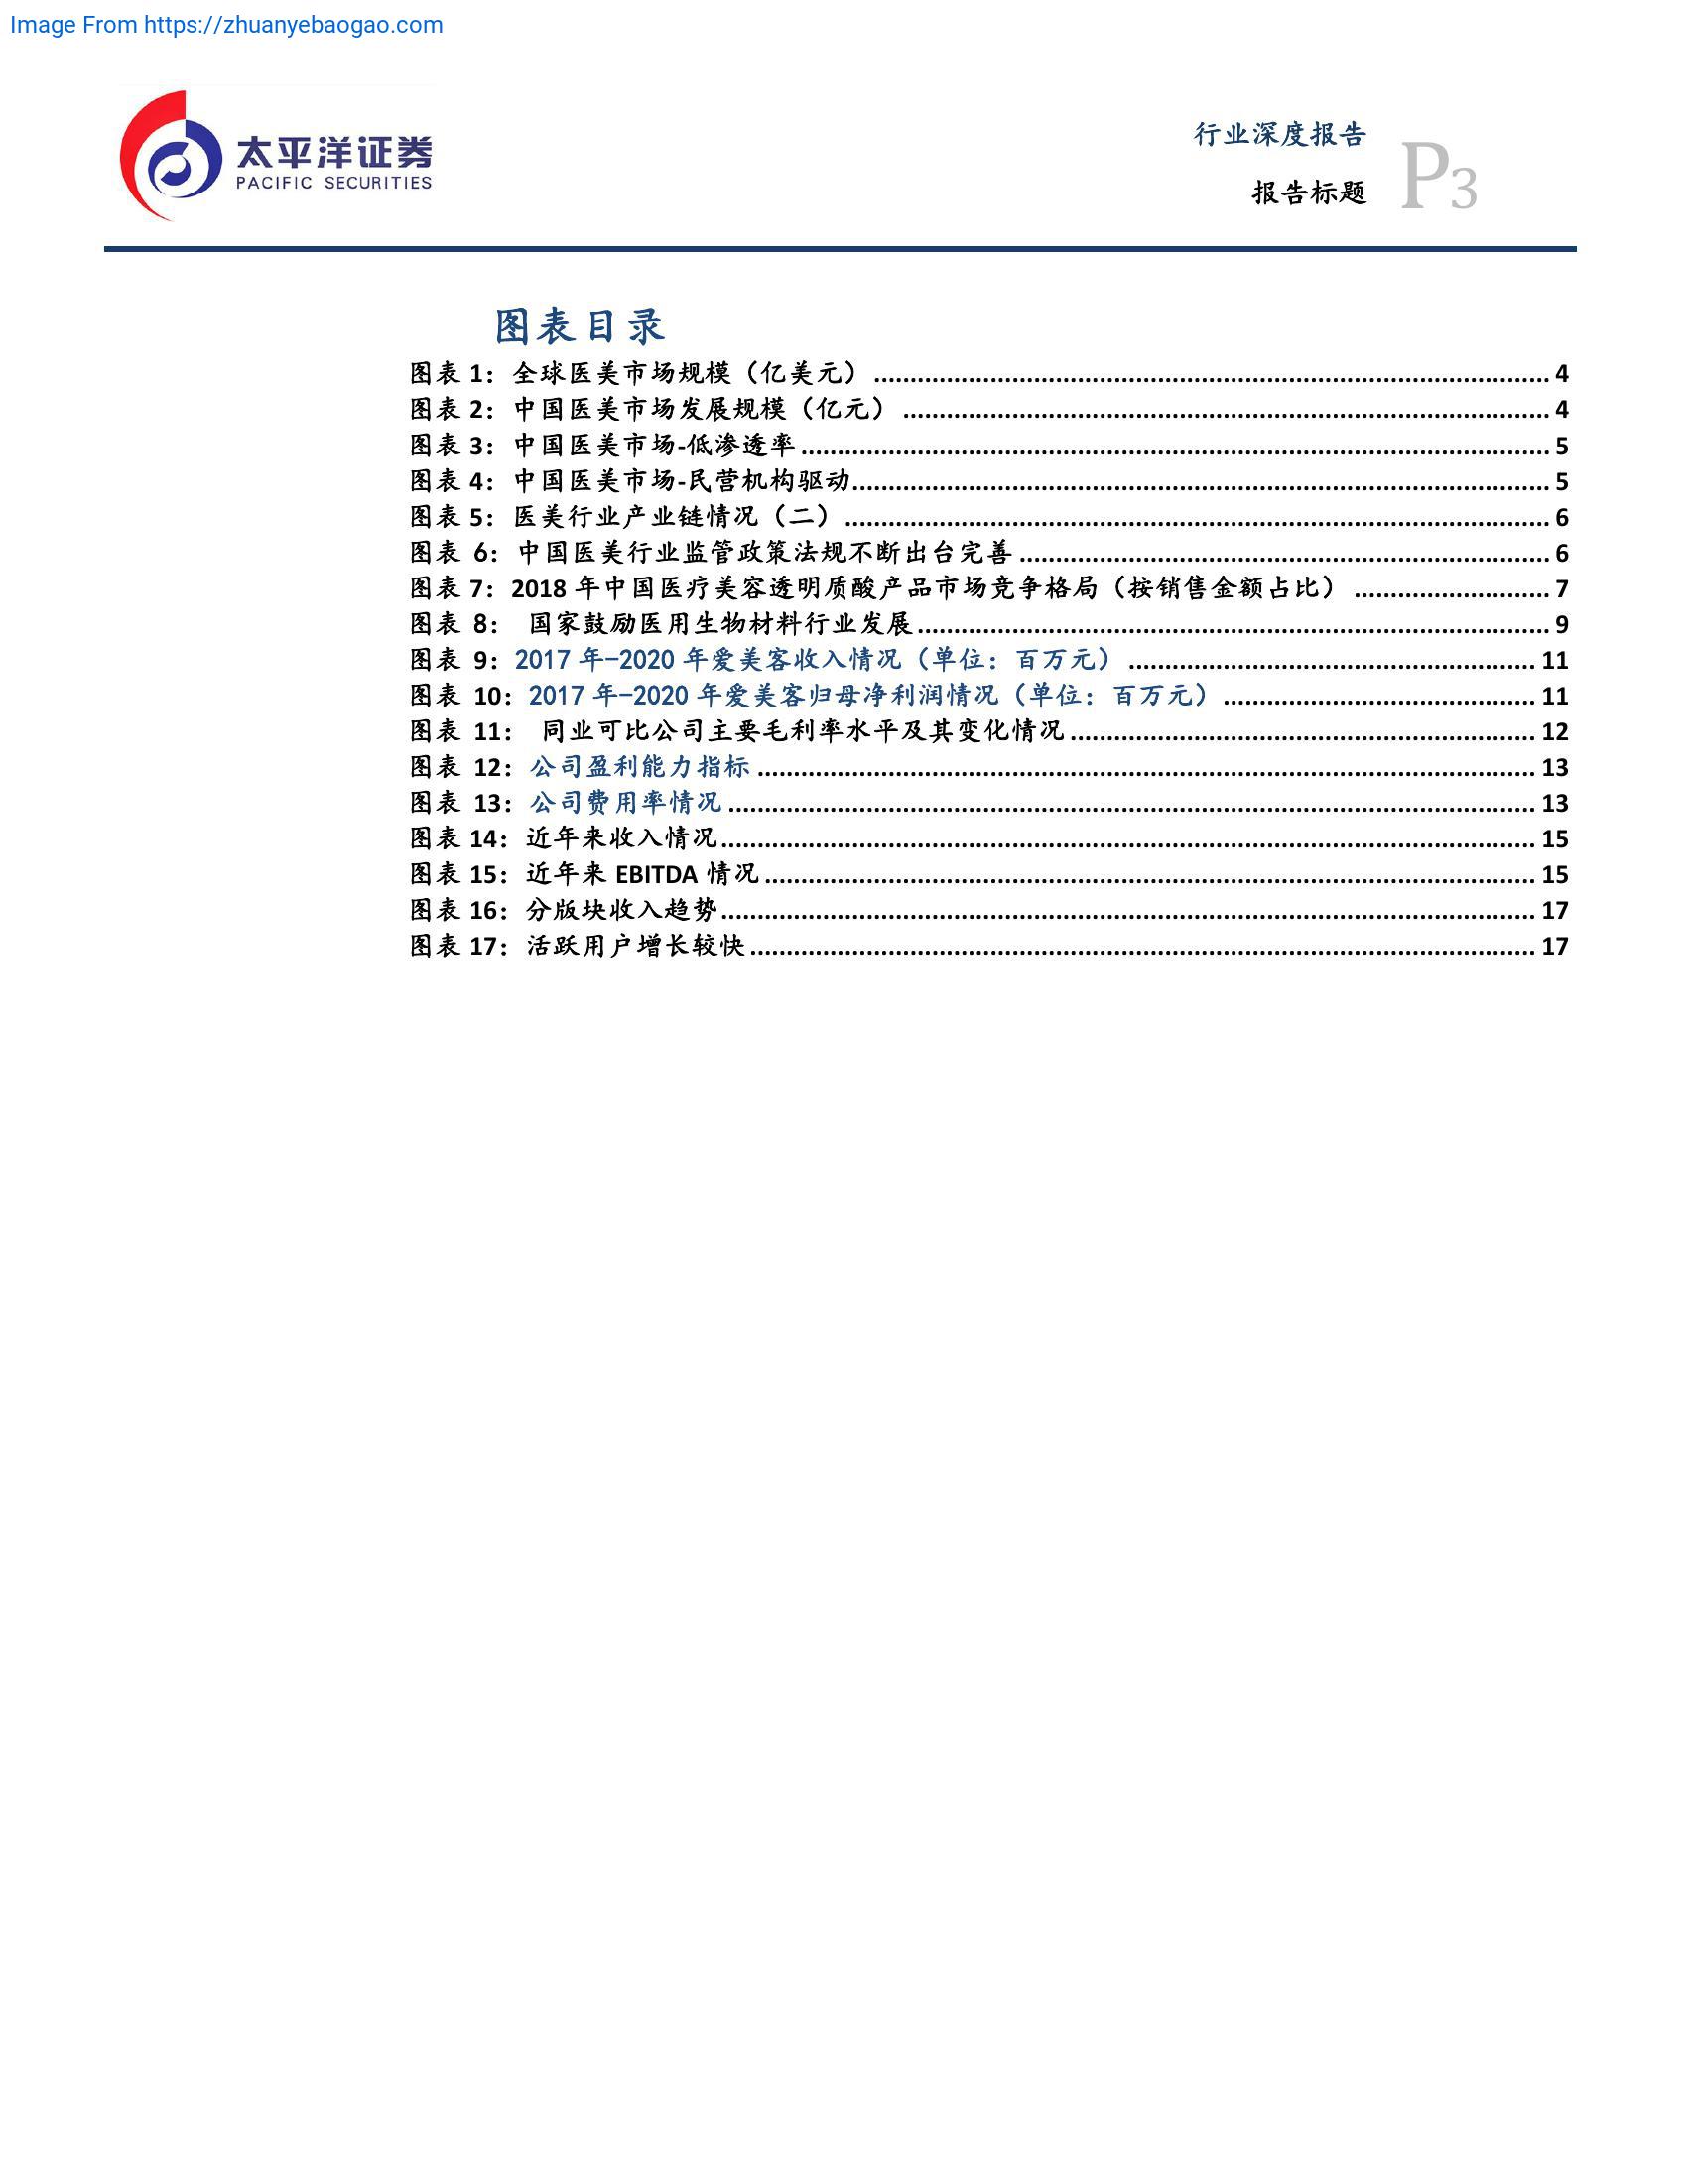 Image From https://zhuanyebaogao.com
太平洋证券
PACIFIC SECURITIES
行业深度报告
报告标题
P3
图表目录
图表 1：全球医美市场规模（亿美元）........4
图表 2：中国医美市场发展规模（亿元）........4
图表 3：中国医美市场-低渗透率........5
图表 4：中国医美市场-民营机构驱动........5
图表 5：医美行业产业链情况（二）........6
图表 6：中国医美行业监管政策法规不断出台完善........6
图表 7：2018 年中国医疗美容透明质酸产品市场竞争格局（按销售金额占比）........7
图表 8： 国家鼓励医用生物材料行业发展........9
图表 9：2017 年-2020 年爱美客收入情况（单位：百万元）........11
图表 10：2017 年-2020 年爱美客归母净利润情况（单位：百万元）........11
图表 11： 同业可比公司主要毛利率水平及其变化情况........12
图表 12：公司盈利能力指标........13
图表 13：公司费用率情况........13
图表 14：近年来收入情况........15
图表 15：近年来 EBITDA 情况........15
图表 16：分版块收入趋势........17
图表 17：活跃用户增长较快........17